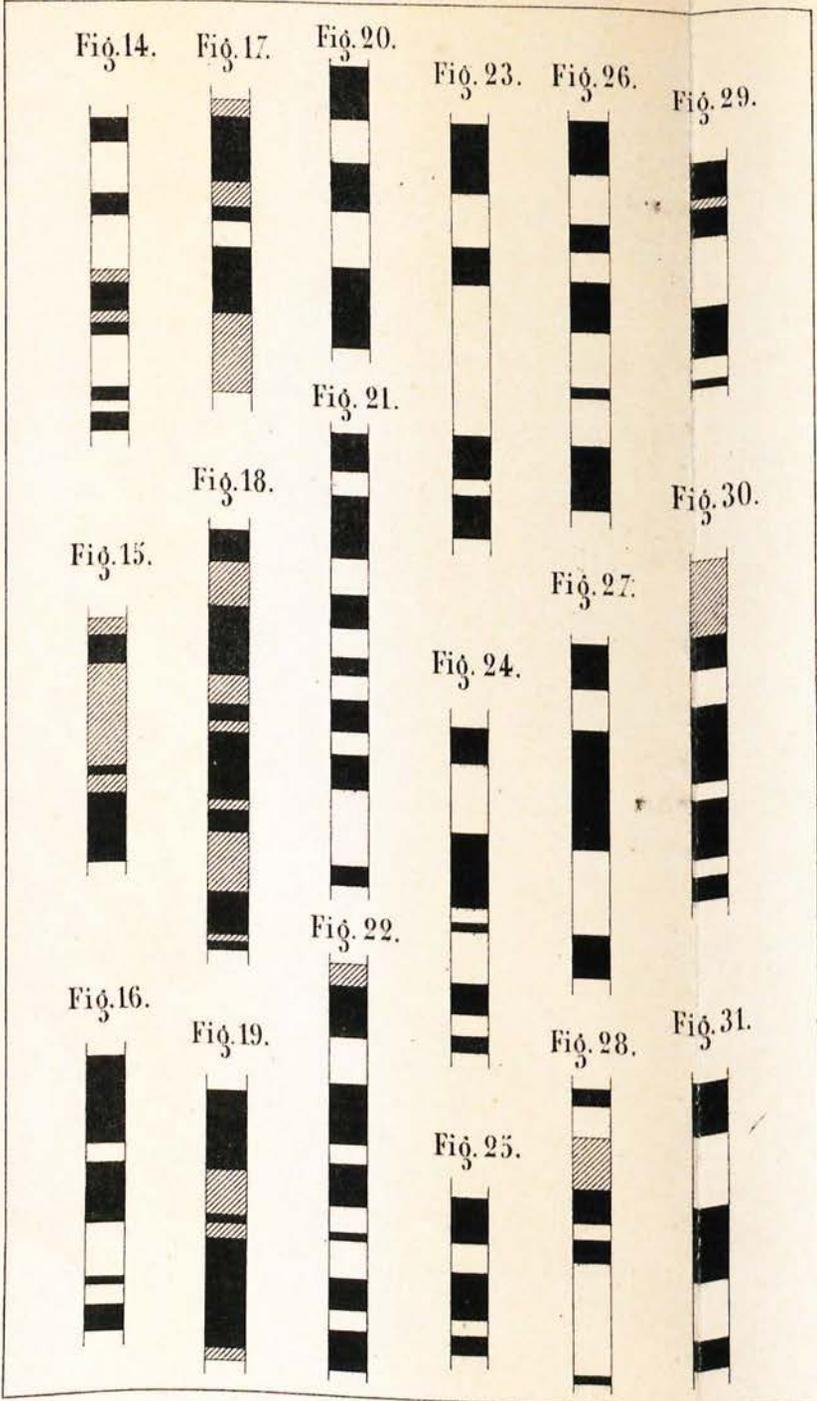 Fig. 14.
Fig. 15.
Fig. 16.
Fig. 17.
Fig. 18.
Fig. 19.
Fig. 20.
Fig. 21.
Fig. 22.
Fig. 23.
Fig. 24.
Fig. 25.
Fig. 26.
Fig. 27.
Fig. 28.
Fig. 29.
Fig. 30.
Fig. 31.